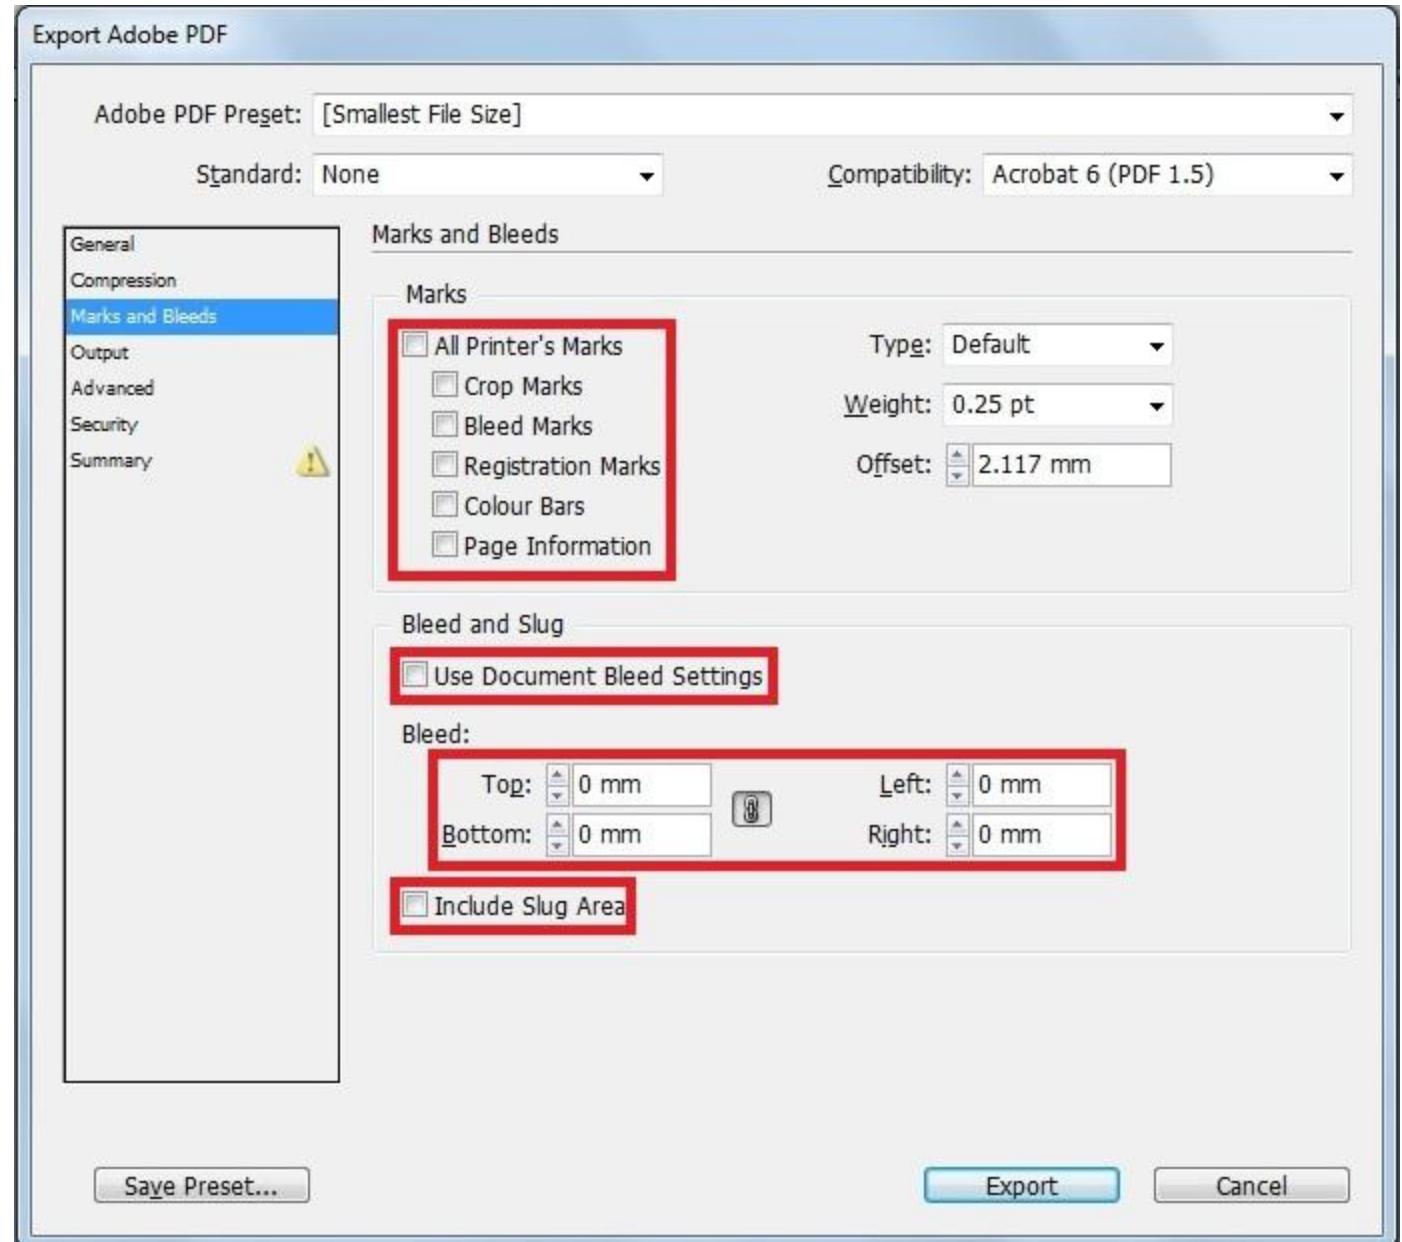 Export Adobe PDF
Adobe PDF Preset: [Smallest File Size]
Standard: None Compatibility: Acrobat 6 (PDF 1.5)
General
Compression
Marks and Bleeds
Output
Advanced
Security
Summary
Marks and Bleeds
Marks
All Printer's Marks
Crop Marks
Bleed Marks
Registration Marks
Colour Bars
Page Information
Type: Default
Weight: 0.25 pt
Offset: 2.117 mm
Bleed and Slug
Use Document Bleed Settings
Bleed:
Top: 0 mm Left: 0 mm
Bottom: 0 mm Right: 0 mm
Include Slug Area
Save Preset... Export Cancel